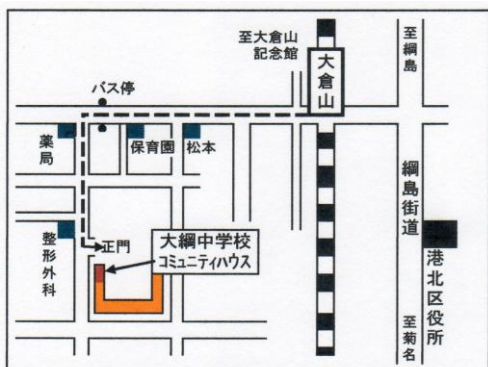 至大倉山
記念館
大倉山
至綱島
バス停
薬局
保育園
松本
綱島街道
整形外科
正門
大綱中学校
コミュニティハウス
港北区役所
至菊名